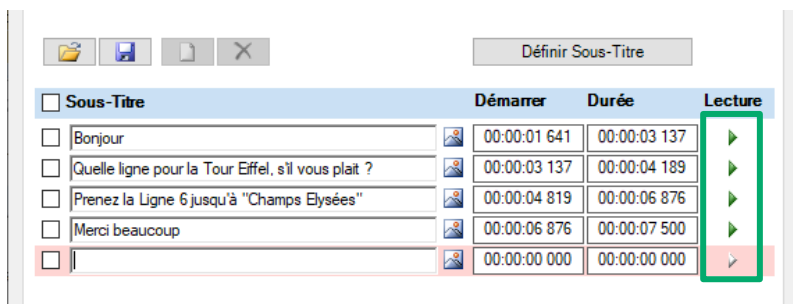 Définir Sous-Titre
Sous-Titre Démarrer Durée Lecture
Bonjour 00:00:01 641 00:00:03 137
Quelle ligne pour la Tour Eiffel, s'il vous plait ? 00:00:03 137 00:00:04 189
Prenez la Ligne 6 jusqu'à "Champs Elysées" 00:00:04 819 00:00:06 876
Merci beaucoup 00:00:06 876 00:00:07 500
00:00:00 000 00:00:00 000